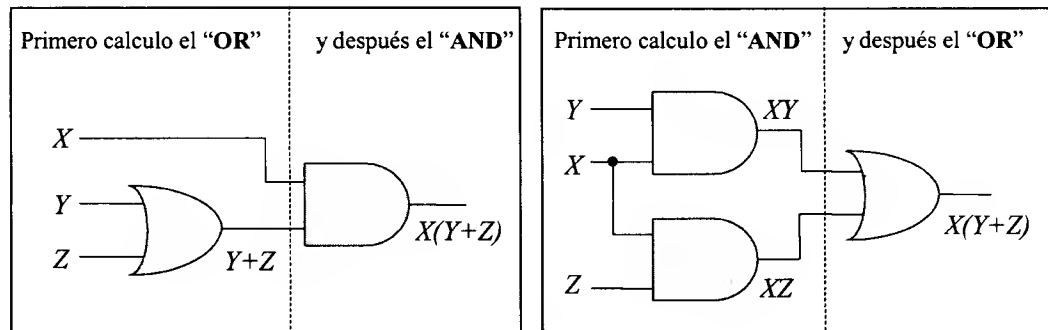 Primero calculo el “OR”
y después el “AND”
X
Y
Z
Y+Z
X(Y+Z)
Primero calculo el “AND”
y después el “OR”
Y
XY
X
Z
XZ
X(Y+Z)